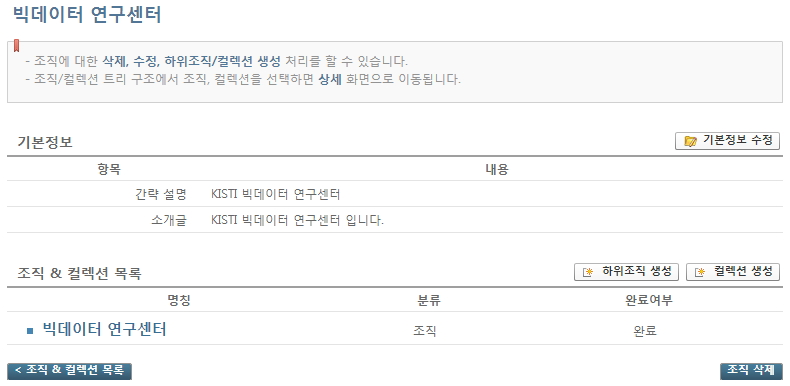 빅데이터 연구센터
- 조직에 대한 삭제, 수정, 하위조직/컬렉션 생성 처리를 할 수 있습니다.
- 조직/컬렉션 트리 구조에서 조직, 컬렉션을 선택하면 상세 화면으로 이동됩니다.
기본정보 기본정보 수정
항목 내용
간략 설명 KISTI 빅데이터 연구센터
소개글 KISTI 빅데이터 연구센터 입니다.
조직 & 컬렉션 목록 하위조직 생성 컬렉션 생성
명칭 분류 완료여부
빅데이터 연구센터 조직 완료
< 조직 & 컬렉션 목록 조직 삭제